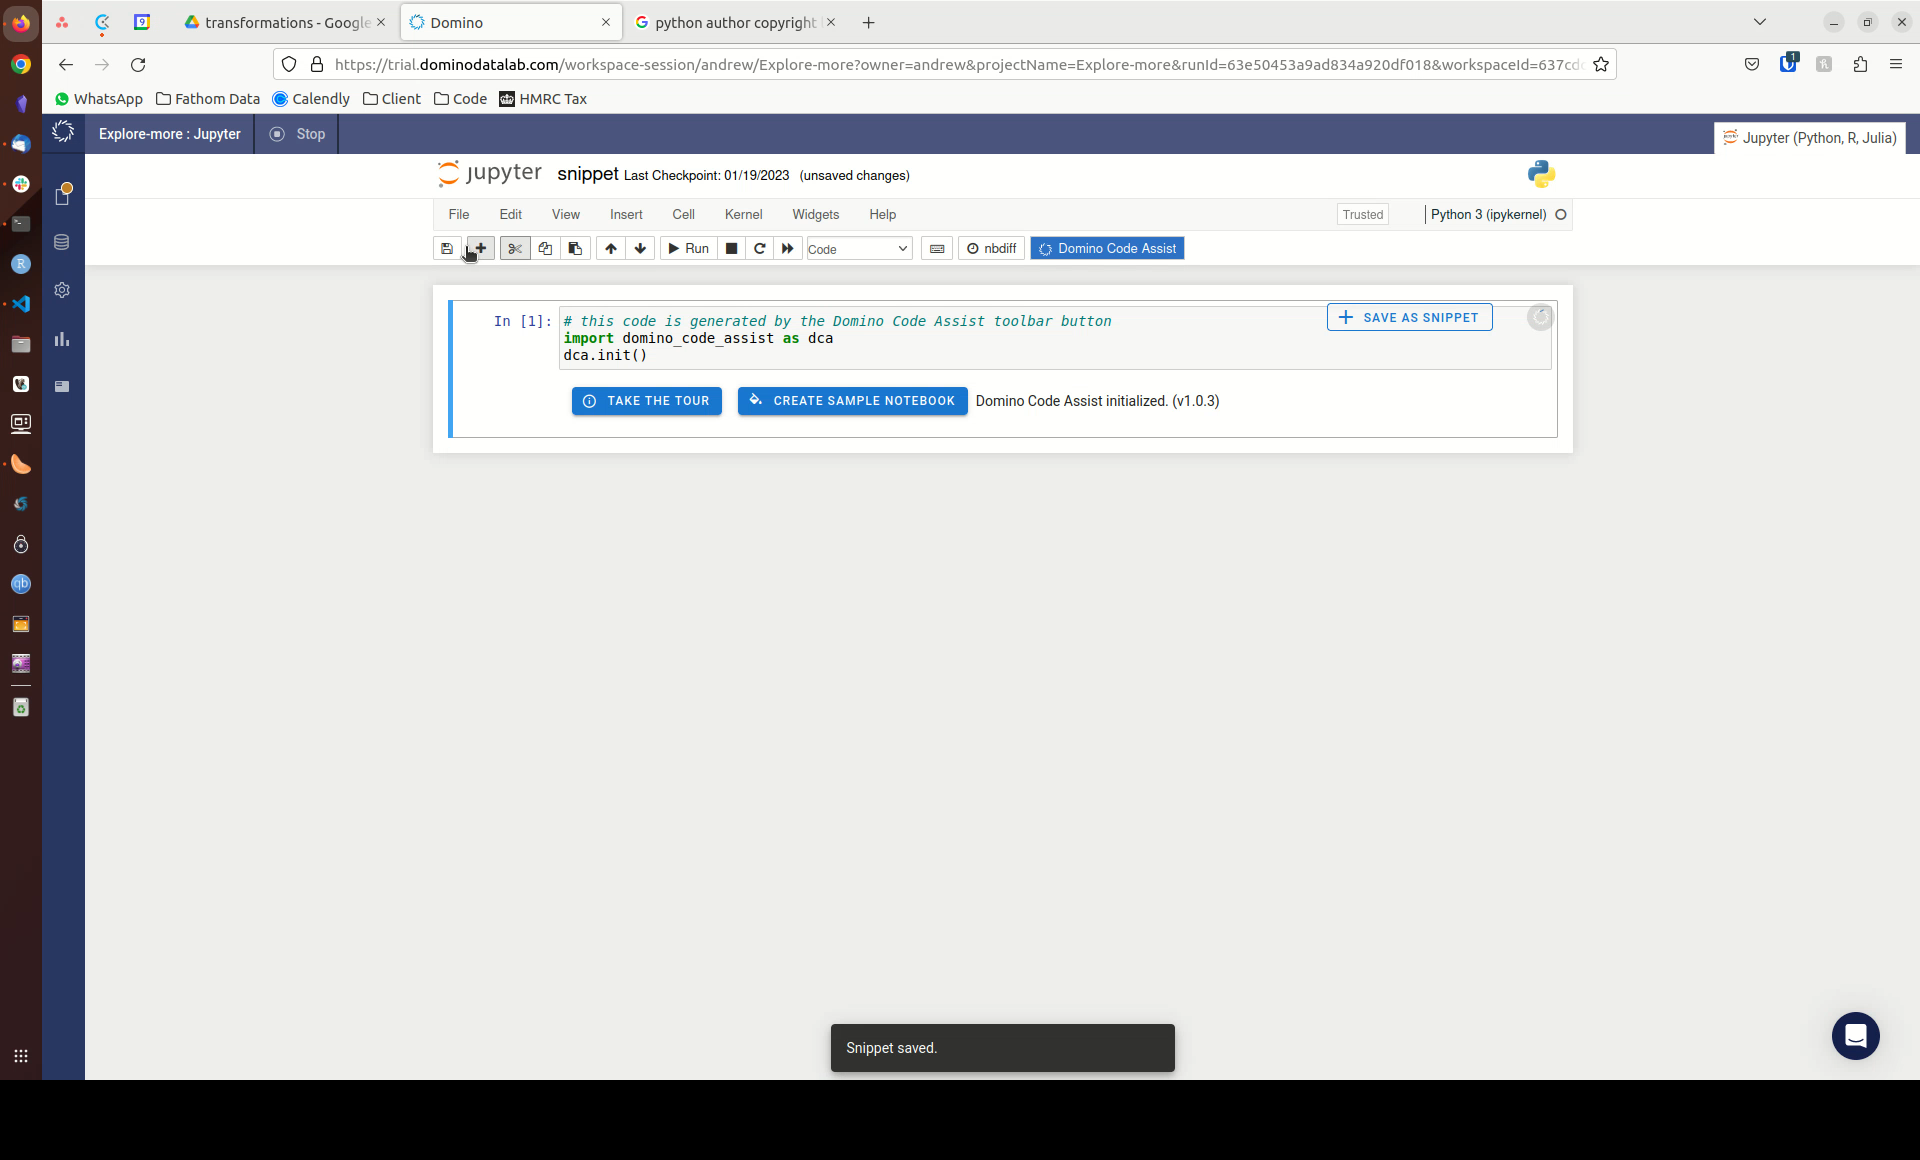 transformations - Google
Domino
python author copyright
https://trial.dominodatalab.com/workspace-session/andrew/Explore-more?owner=andrew&projectName=Explore-more&runId=63e50453a9ad834a920df018&workspaceId=637cd
1
WhatsApp
Fathom Data
Calendly
Client
Code
HMRC Tax
Explore-more : Jupyter
Stop
Jupyter (Python, R, Julia)
jupyter
snippet Last Checkpoint: 01/19/2023 (unsaved changes)
File
Edit
View
Insert
Cell
Kernel
Widgets
Help
Trusted
Python 3 (ipykernel)
Run
Code
nbdiff
Domino Code Assist
In [1]:
# this code is generated by the Domino Code Assist toolbar button
import domino_code_assist as dca
dca.init()
SAVE AS SNIPPET
TAKE THE TOUR
CREATE SAMPLE NOTEBOOK
Domino Code Assist initialized. (v1.0.3)
Snippet saved.